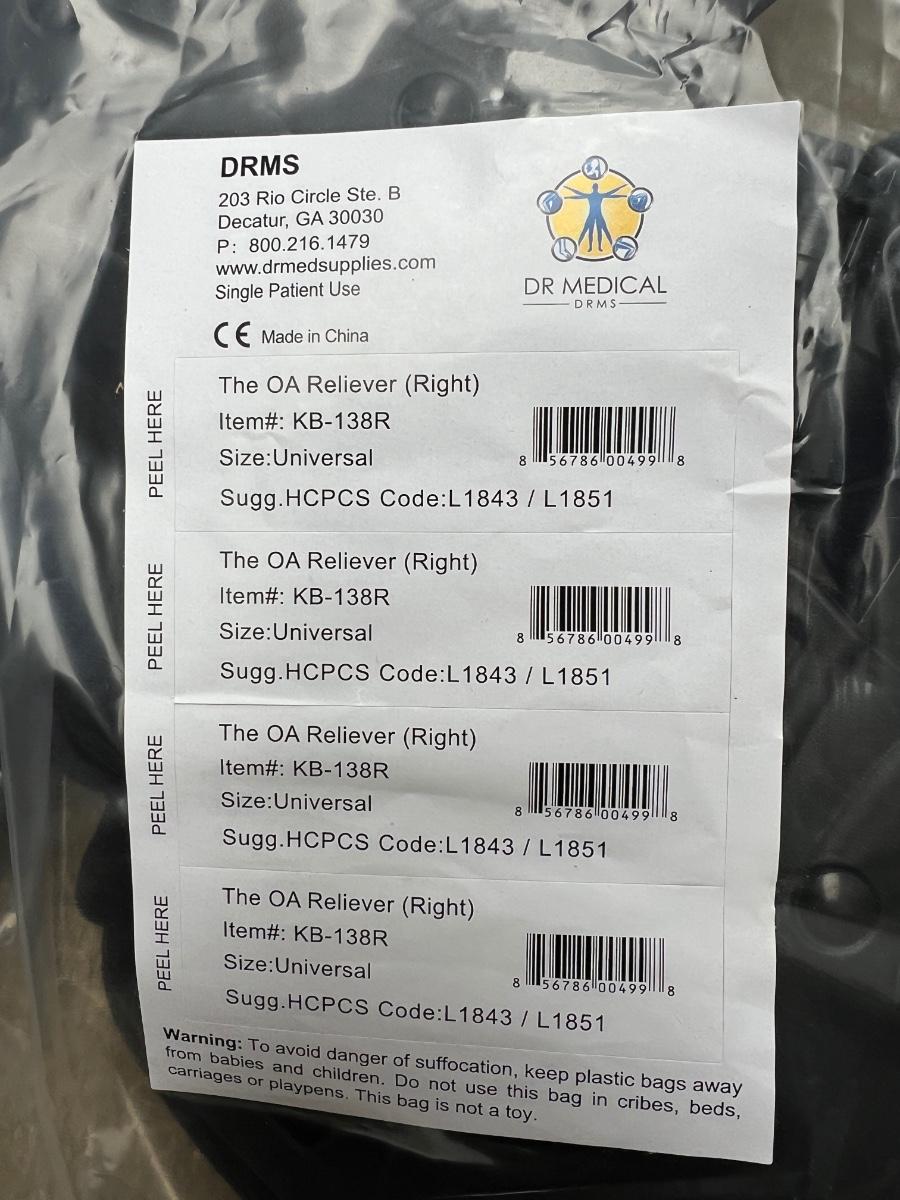 DRMS
203 Rio Circle Ste. B
Decatur, GA 30030
P: 800.216.1479
www.drmedsupplies.com
Single Patient Use
DR MEDICAL
DRMS
CE Made in China
PEEL HERE
The OA Reliever (Right)
Item#: KB-138R
Size:Universal
8 56786 00499 8
Sugg.HCPCS Code:L1843 / L1851
PEEL HERE
The OA Reliever (Right)
Item#: KB-138R
Size:Universal
8 56786 00499 8
Sugg.HCPCS Code:L1843 / L1851
PEEL HERE
The OA Reliever (Right)
Item#: KB-138R
Size:Universal
8 56786 00499 8
Sugg.HCPCS Code:L1843 / L1851
PEEL HERE
The OA Reliever (Right)
Item#: KB-138R
Size:Universal
8 56786 00499 8
Sugg.HCPCS Code:L1843 / L1851
Warning: To avoid danger of suffocation, keep plastic bags away
from babies and children. Do not use this bag in cribes, beds,
carriages or playpens. This bag is not a toy.